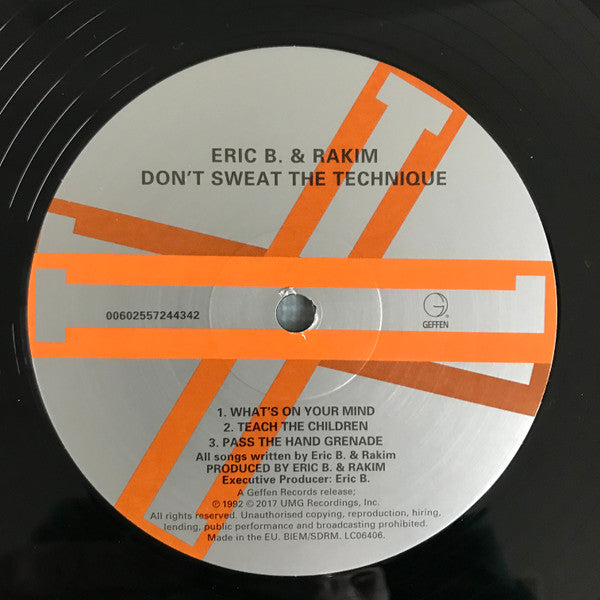 ERIC B. & RAKIM
DON'T SWEAT THE TECHNIQUE
00602557244342
G
GEFFEN®
1. WHAT'S ON YOUR MIND
2. TEACH THE CHILDREN
3. PASS THE HAND GRENADE
All songs written by Eric B. & Rakim
PRODUCED BY ERIC B. & RAKIM
Executive Producer: Eric B.
A Geffen Records release;
℗ 1992 © 2017 UMG Recordings, Inc.
All rights reserved. Unauthorised copying, reproduction, hiring,
lending, public performance and broadcasting prohibited.
Made in the EU. BIEM/SDRM. LC06406.